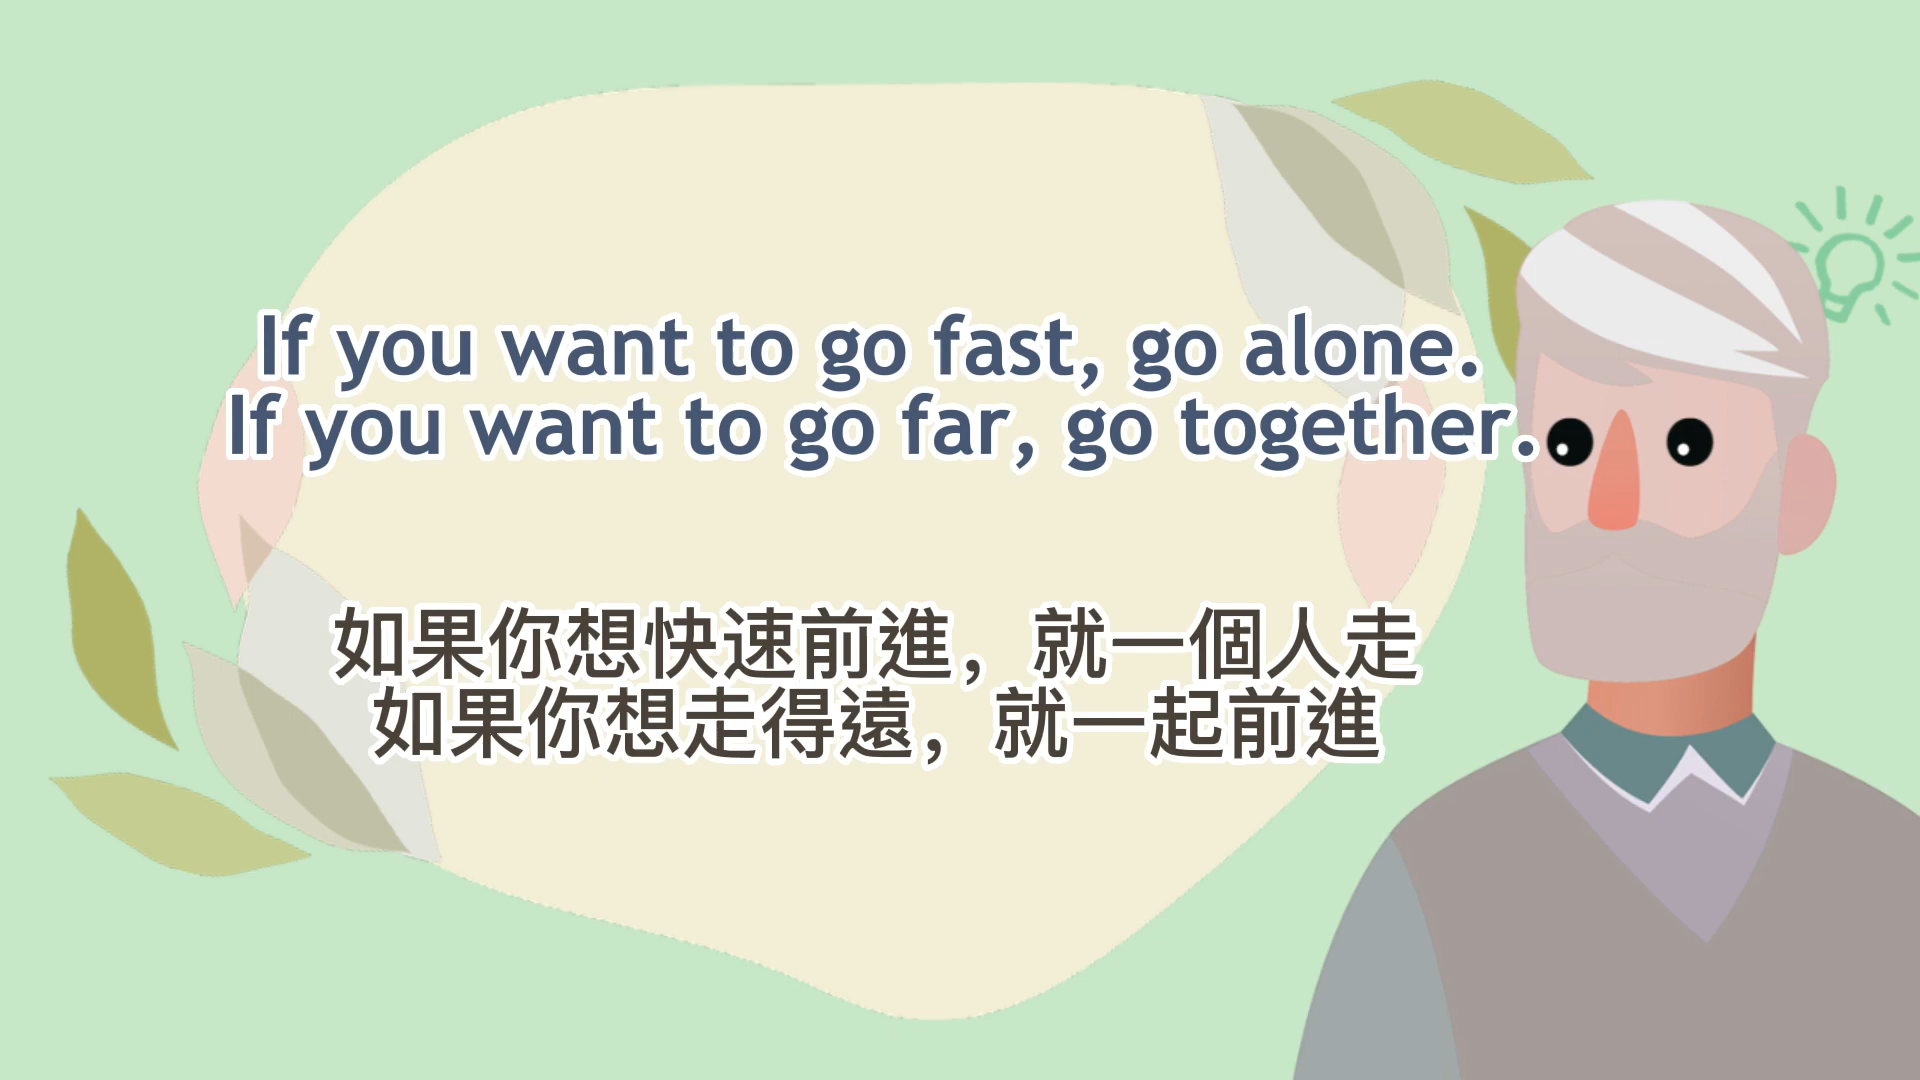 If you want to go fast, go alone.
If you want to go far, go together.
如果你想快速前進，就一個人走
如果你想走得遠，就一起前進